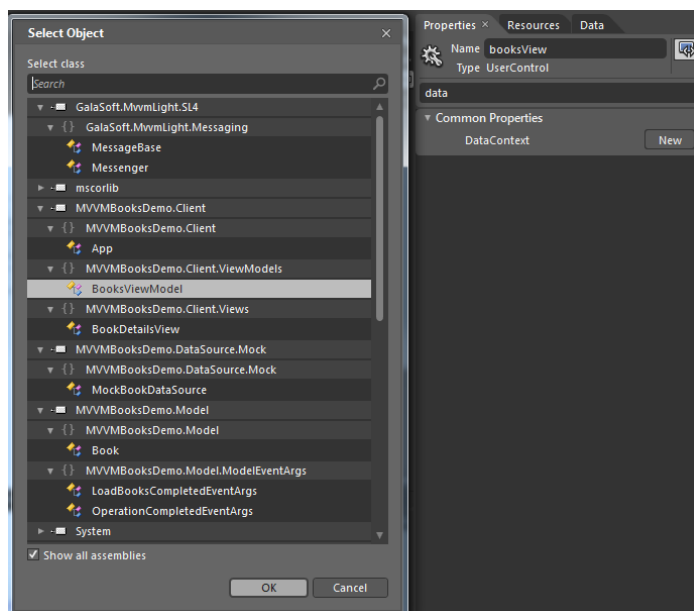 Select Object
Select class
Search
GalaSoft.MvvmLight.SL4
{} GalaSoft.MvvmLight.Messaging
MessageBase
Messenger
mscorlib
MVVMBooksDemo.Client
{} MVVMBooksDemo.Client
App
{} MVVMBooksDemo.Client.ViewModels
BooksViewModel
{} MVVMBooksDemo.Client.Views
BookDetailsView
MVVMBooksDemo.DataSource.Mock
{} MVVMBooksDemo.DataSource.Mock
MockBookDataSource
MVVMBooksDemo.Model
{} MVVMBooksDemo.Model
Book
{} MVVMBooksDemo.Model.ModelEventArgs
LoadBooksCompletedEventArgs
OperationCompletedEventArgs
System
Show all assemblies
OK Cancel
Properties Resources Data
Name booksView
Type UserControl
data
Common Properties
DataContext New